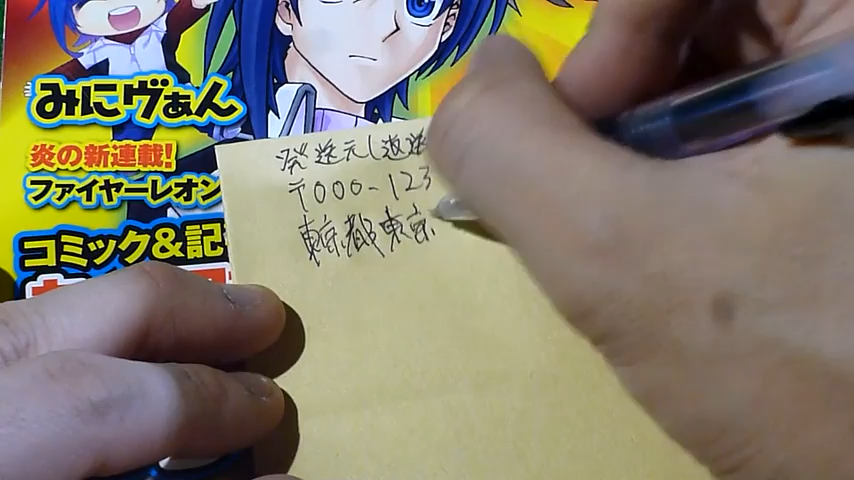 みにヴぁん
炎の新連載!
ファイヤーレオン
コミックス&記
発送元(返送
〒000-123
東京都東京